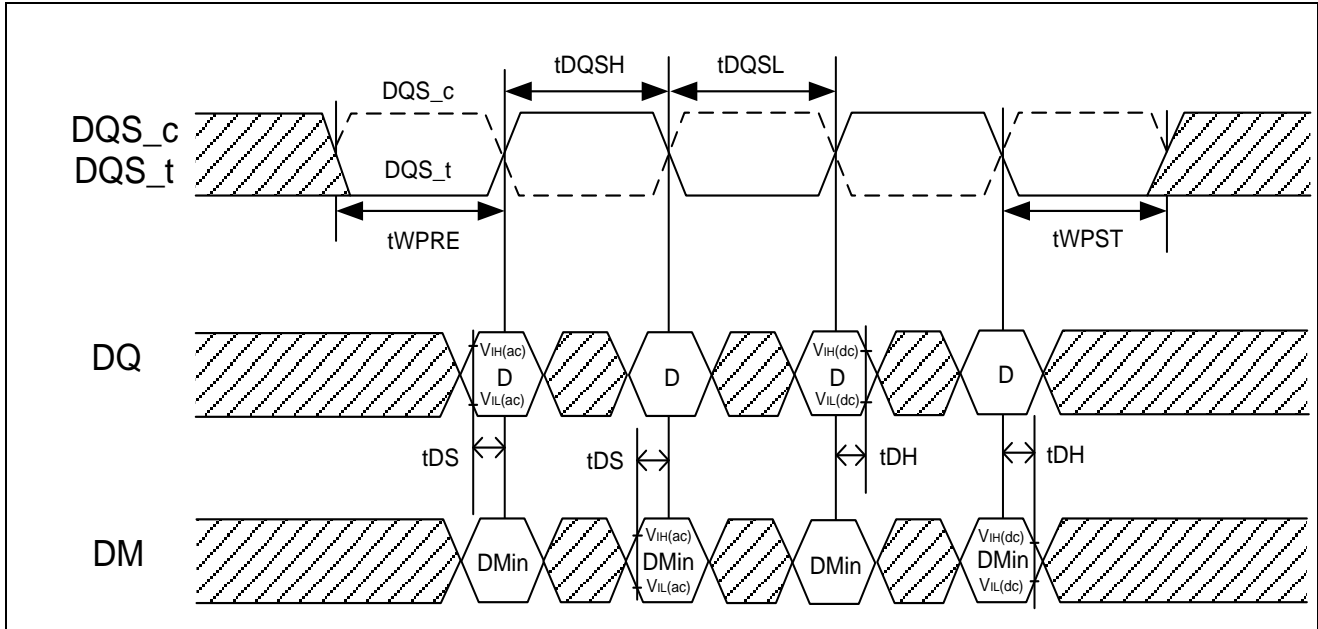 tDQSH
tDQSL
DQS_c
DQS_c
DQS_t
DQS_t
tWPRE
tWPST
DQ
VIH(ac)
D
VIL(ac)
D
VIH(dc)
D
VIL(dc)
D
tDS
tDS
tDH
tDH
DM
DMin
VIH(ac)
DMin
VIL(ac)
DMin
VIH(dc)
DMin
VIL(dc)